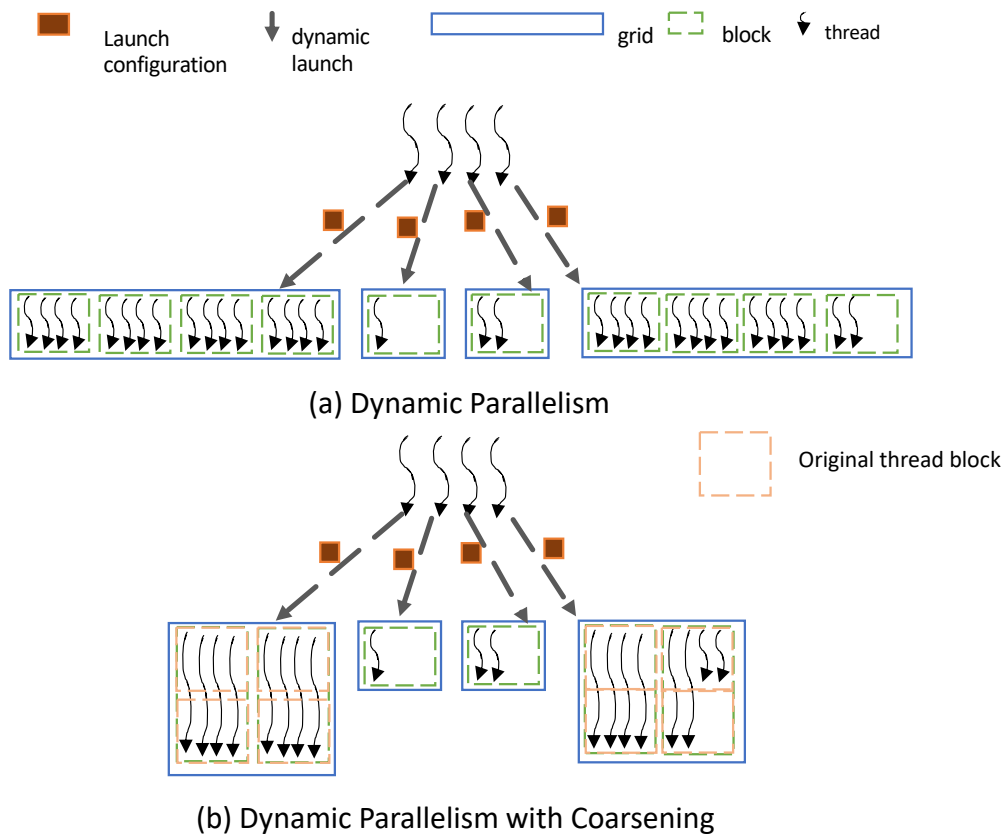 Launch
configuration
dynamic
launch
grid
block
thread
(a) Dynamic Parallelism
Original thread block
(b) Dynamic Parallelism with Coarsening